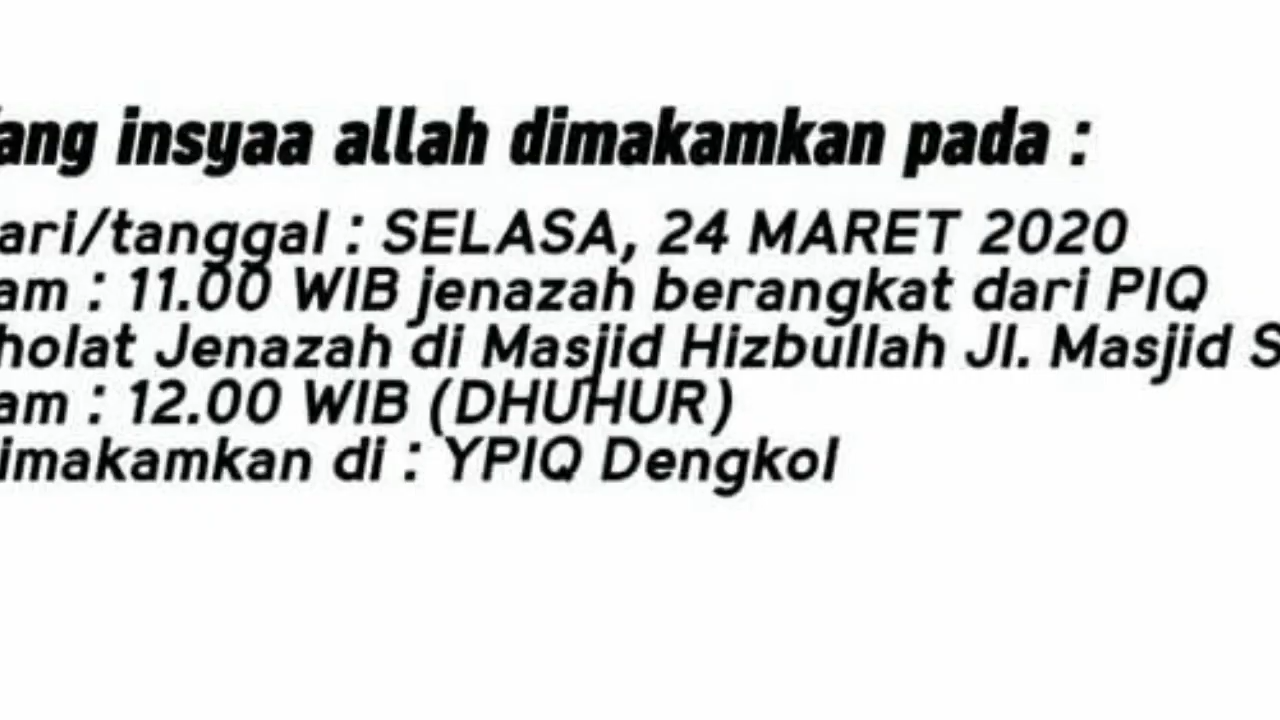 ang insyaa allah dimakamkan pada :
ari/tanggal : SELASA, 24 MARET 2020
am : 11.00 WIB jenazah berangkat dari PIQ
holat Jenazah di Masjid Hizbullah Jl. Masjid S
am : 12.00 WIB (DHUHUR)
imakamkan di : YPIQ Dengkol